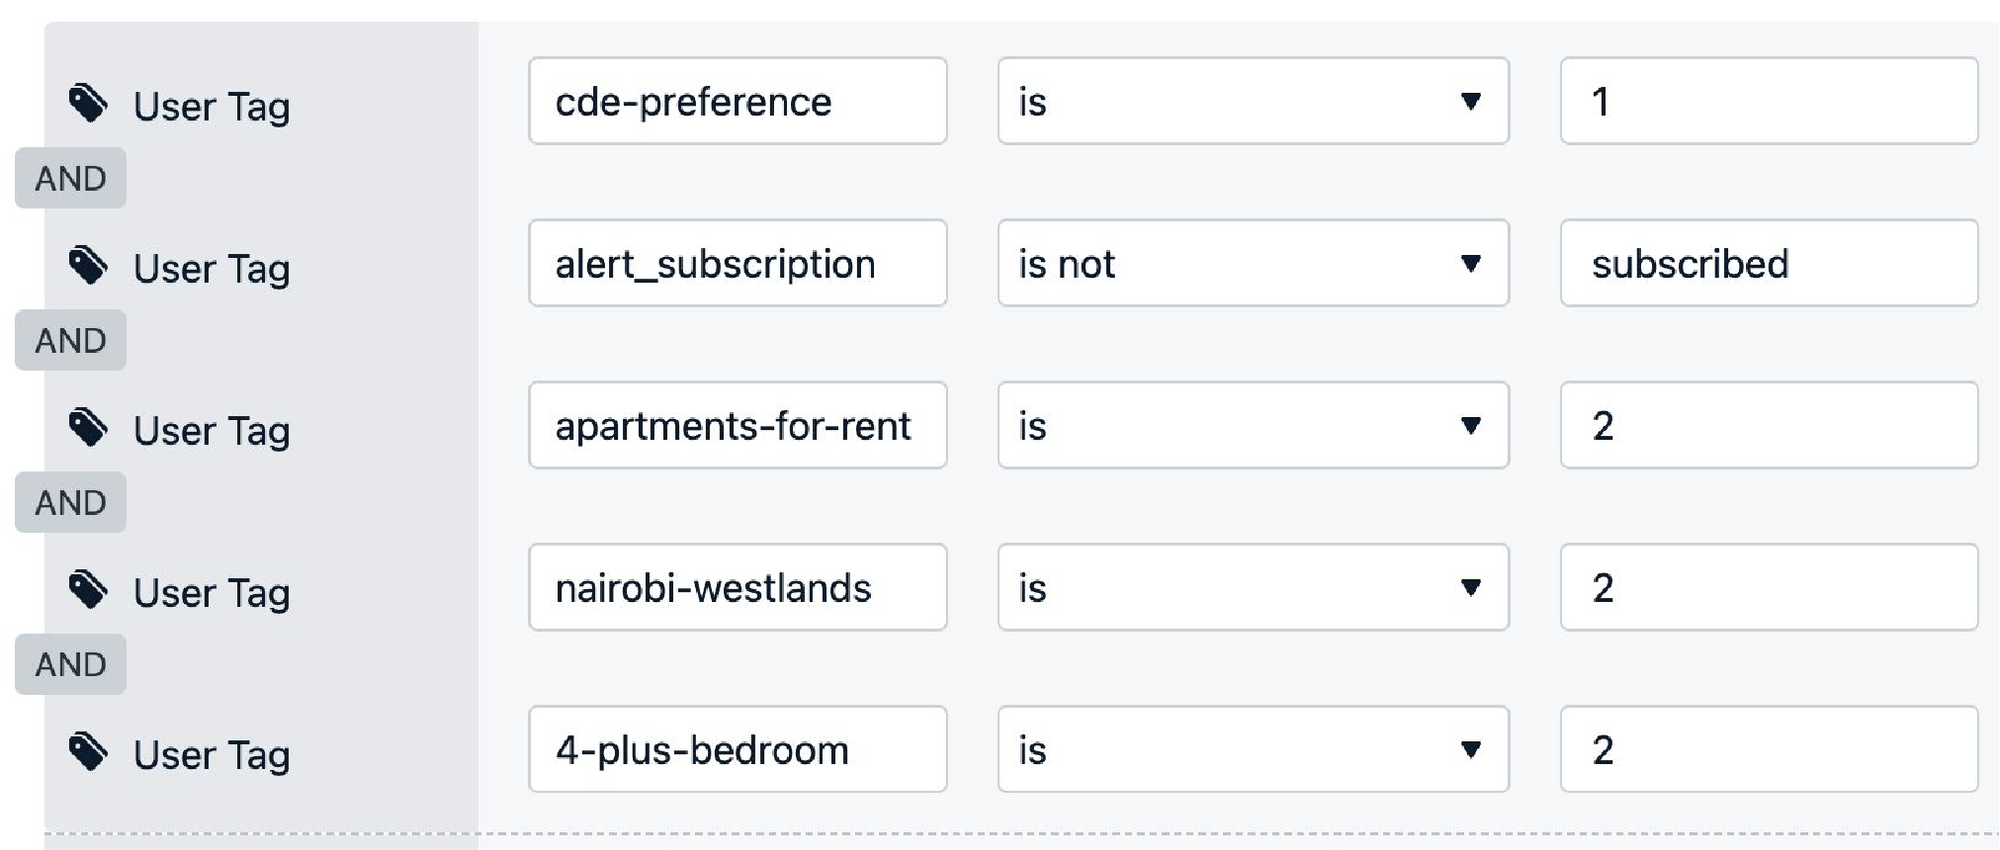 User Tag cde-preference is 1
AND
User Tag alert_subscription is not subscribed
AND
User Tag apartments-for-rent is 2
AND
User Tag nairobi-westlands is 2
AND
User Tag 4-plus-bedroom is 2